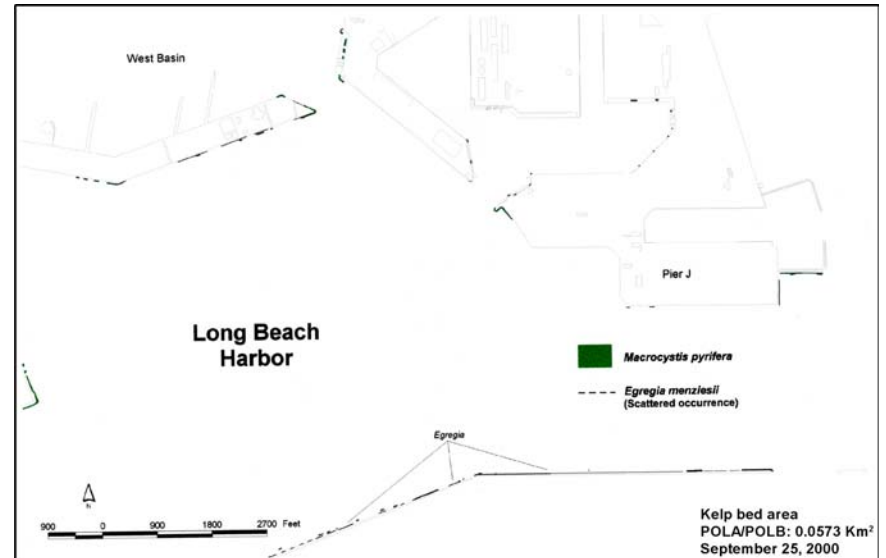 West Basin
Pier J
Long Beach
Harbor
Macrocystis pyrifera
Egregia menziesii
(Scattered occurrence)
Egregia
N
900 0 900 1800 2700 Feet
Kelp bed area
POLA/POLB: 0.0573 Km²
September 25, 2000